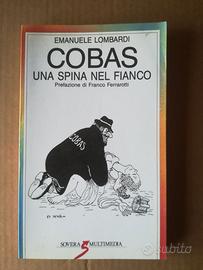 EMANUELE LOMBARDI
COBAS
UNA SPINA NEL FIANCO
Prefazione di Franco Ferrarotti
COBAS
SOVERA MULTIMEDIA
subito